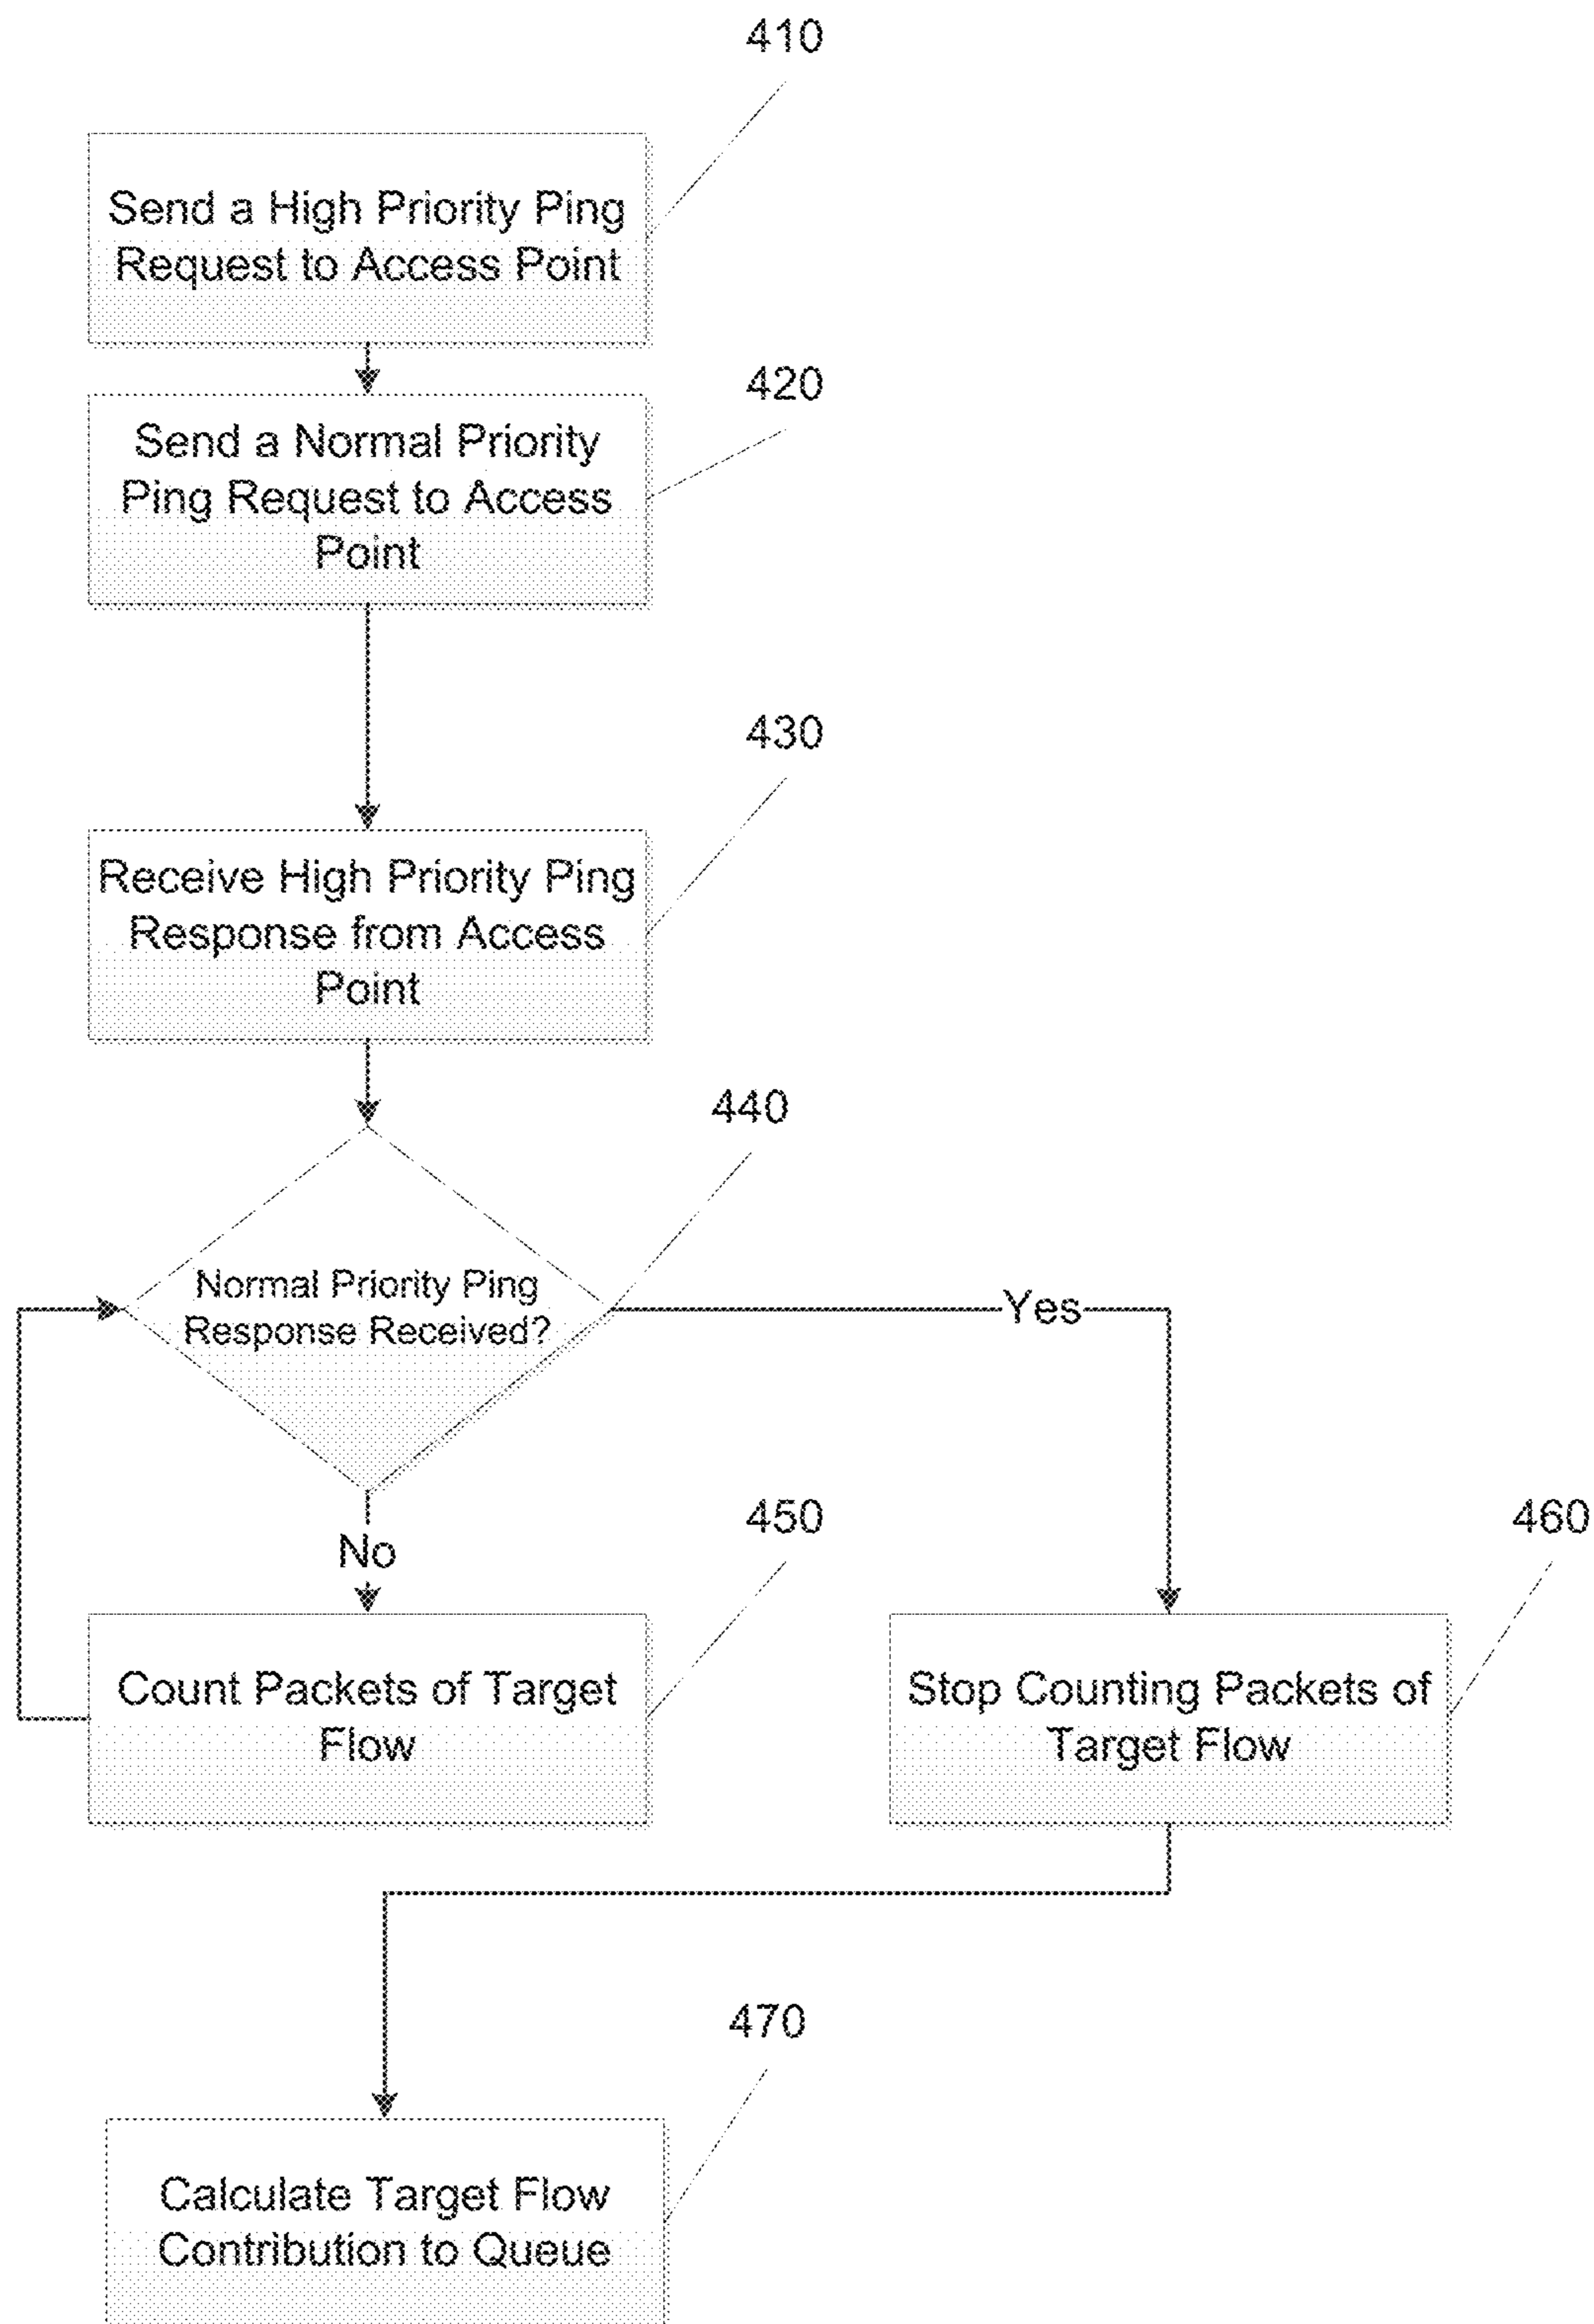 410
Send a High Priority Ping
Request to Access Point
420
Send a Normal Priority
Ping Request to Access
Point
430
Receive High Priority Ping
Response from Access
Point
440
Normal Priority Ping
Response Received?
Yes
No
450
460
Count Packets of Target
Flow
Stop Counting Packets of
Target Flow
470
Calculate Target Flow
Contribution to Queue